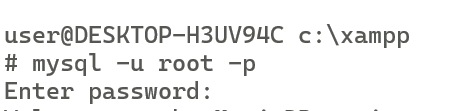 user@DESKTOP-H3UV94C c:\xampp
# mysql -u root -p
Enter password: